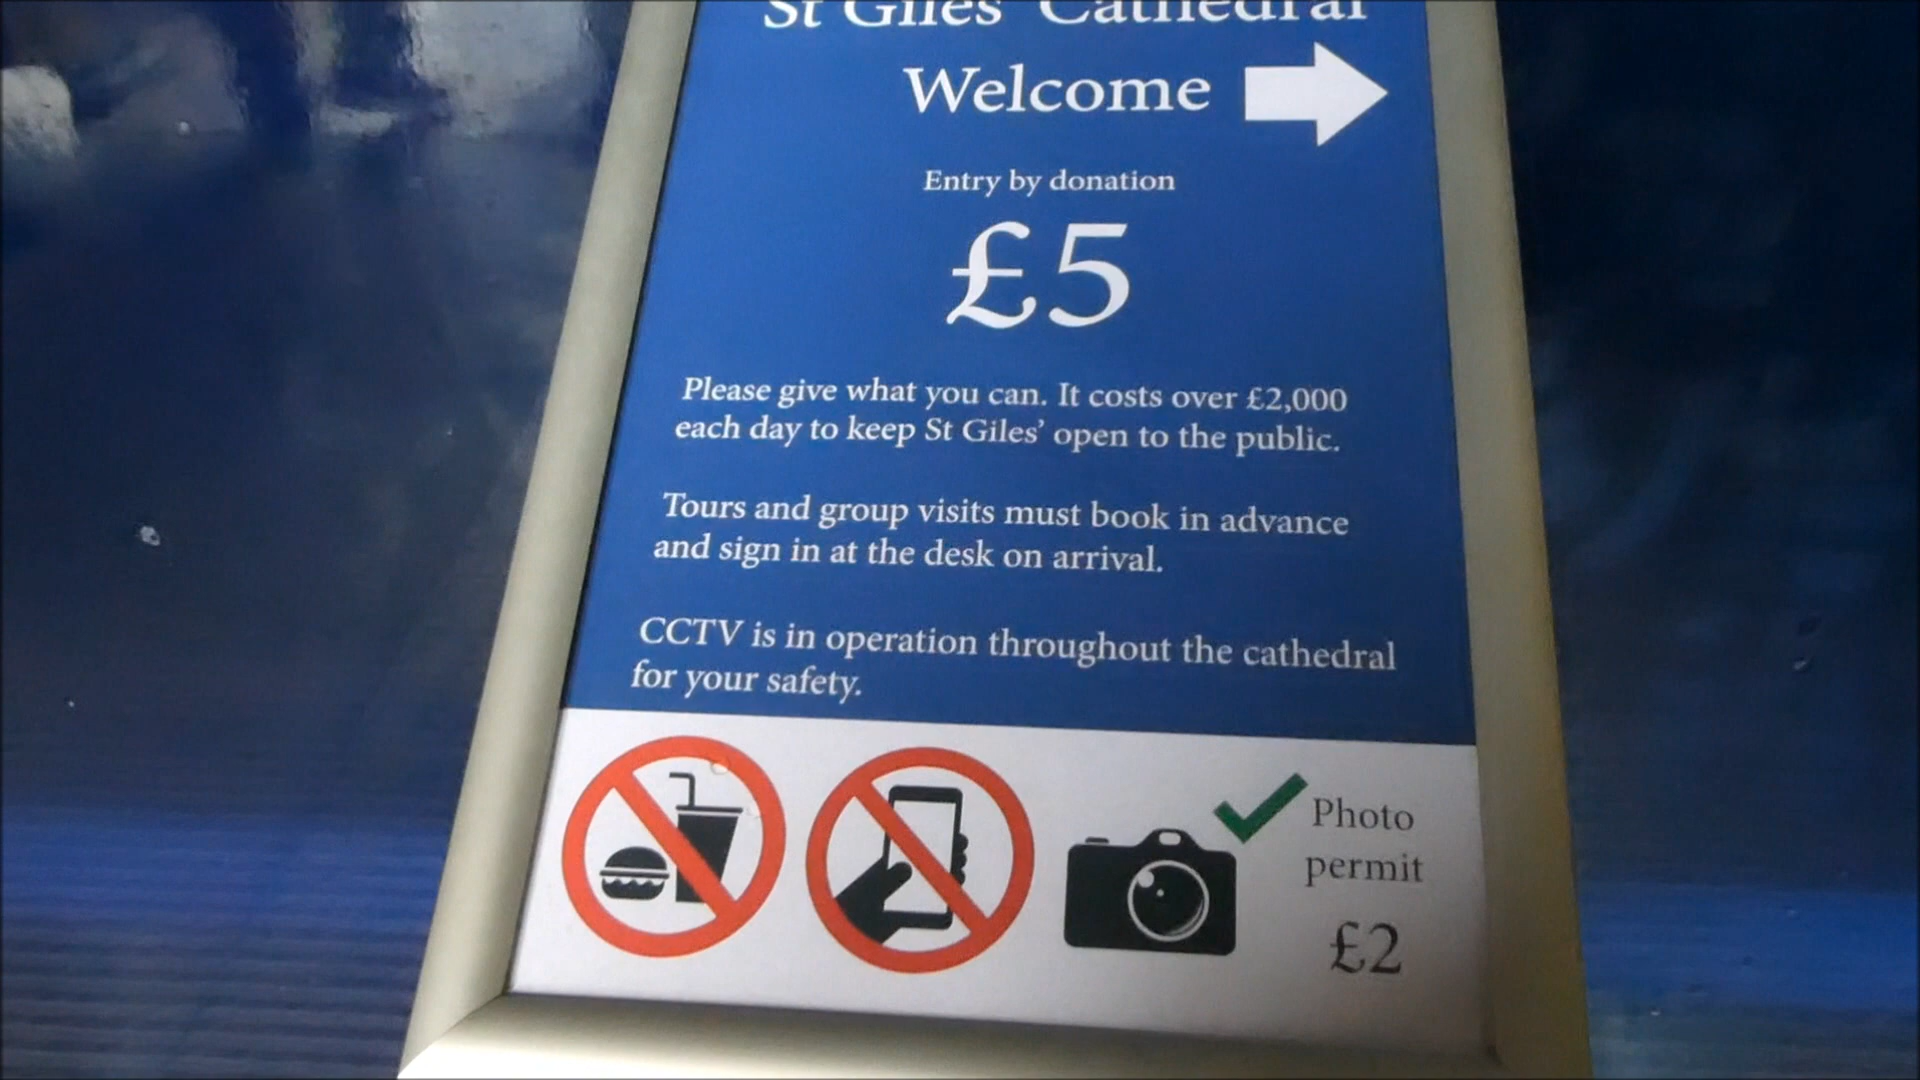 St Giles' Cathedral
Welcome
Entry by donation
£5
Please give what you can. It costs over £2,000
each day to keep St Giles' open to the public.
Tours and group visits must book in advance
and sign in at the desk on arrival.
CCTV is in operation throughout the cathedral
for your safety.
Photo
permit
£2